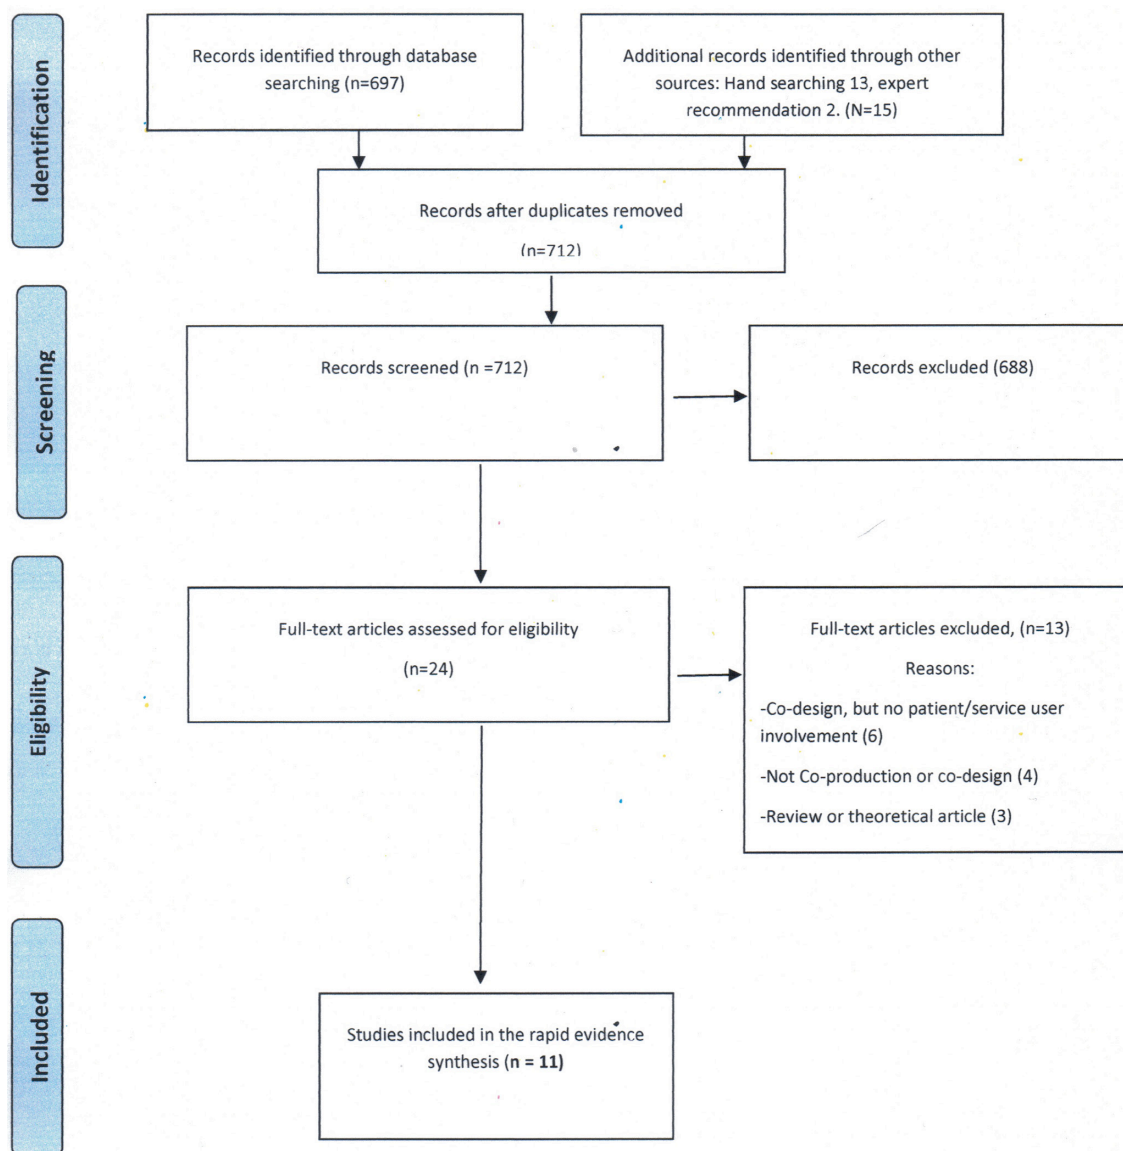 Identification
Records identified through database
searching (n=697)
Additional records identified through other
sources: Hand searching 13, expert
recommendation 2. (N=15)
Records after duplicates removed
(n=712)
Screening
Records screened (n =712)
Records excluded (688)
Eligibility
Full-text articles assessed for eligibility
(n=24)
Full-text articles excluded, (n=13)
Reasons:
-Co-design, but no patient/service user
involvement (6)
-Not Co-production or co-design (4)
-Review or theoretical article (3)
Included
Studies included in the rapid evidence
synthesis (n = 11)